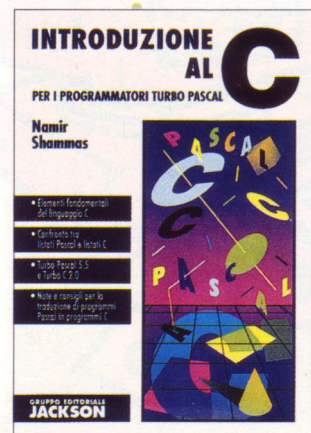 INTRODUZIONE
AL C
PER I PROGRAMMATORI TURBO PASCAL
Namir
Shammas
• Elementi fondamentali
del linguaggio C
• Confronto tra
listati Pascal e listati C
• Turbo Pascal 5.5
e Turbo C 2.0
• Note e consigli per la
traduzione di programmi
Pascal in programmi C
PASCAL
C
C
C
C
PASCAL
GRUPPO EDITORIALE
JACKSON